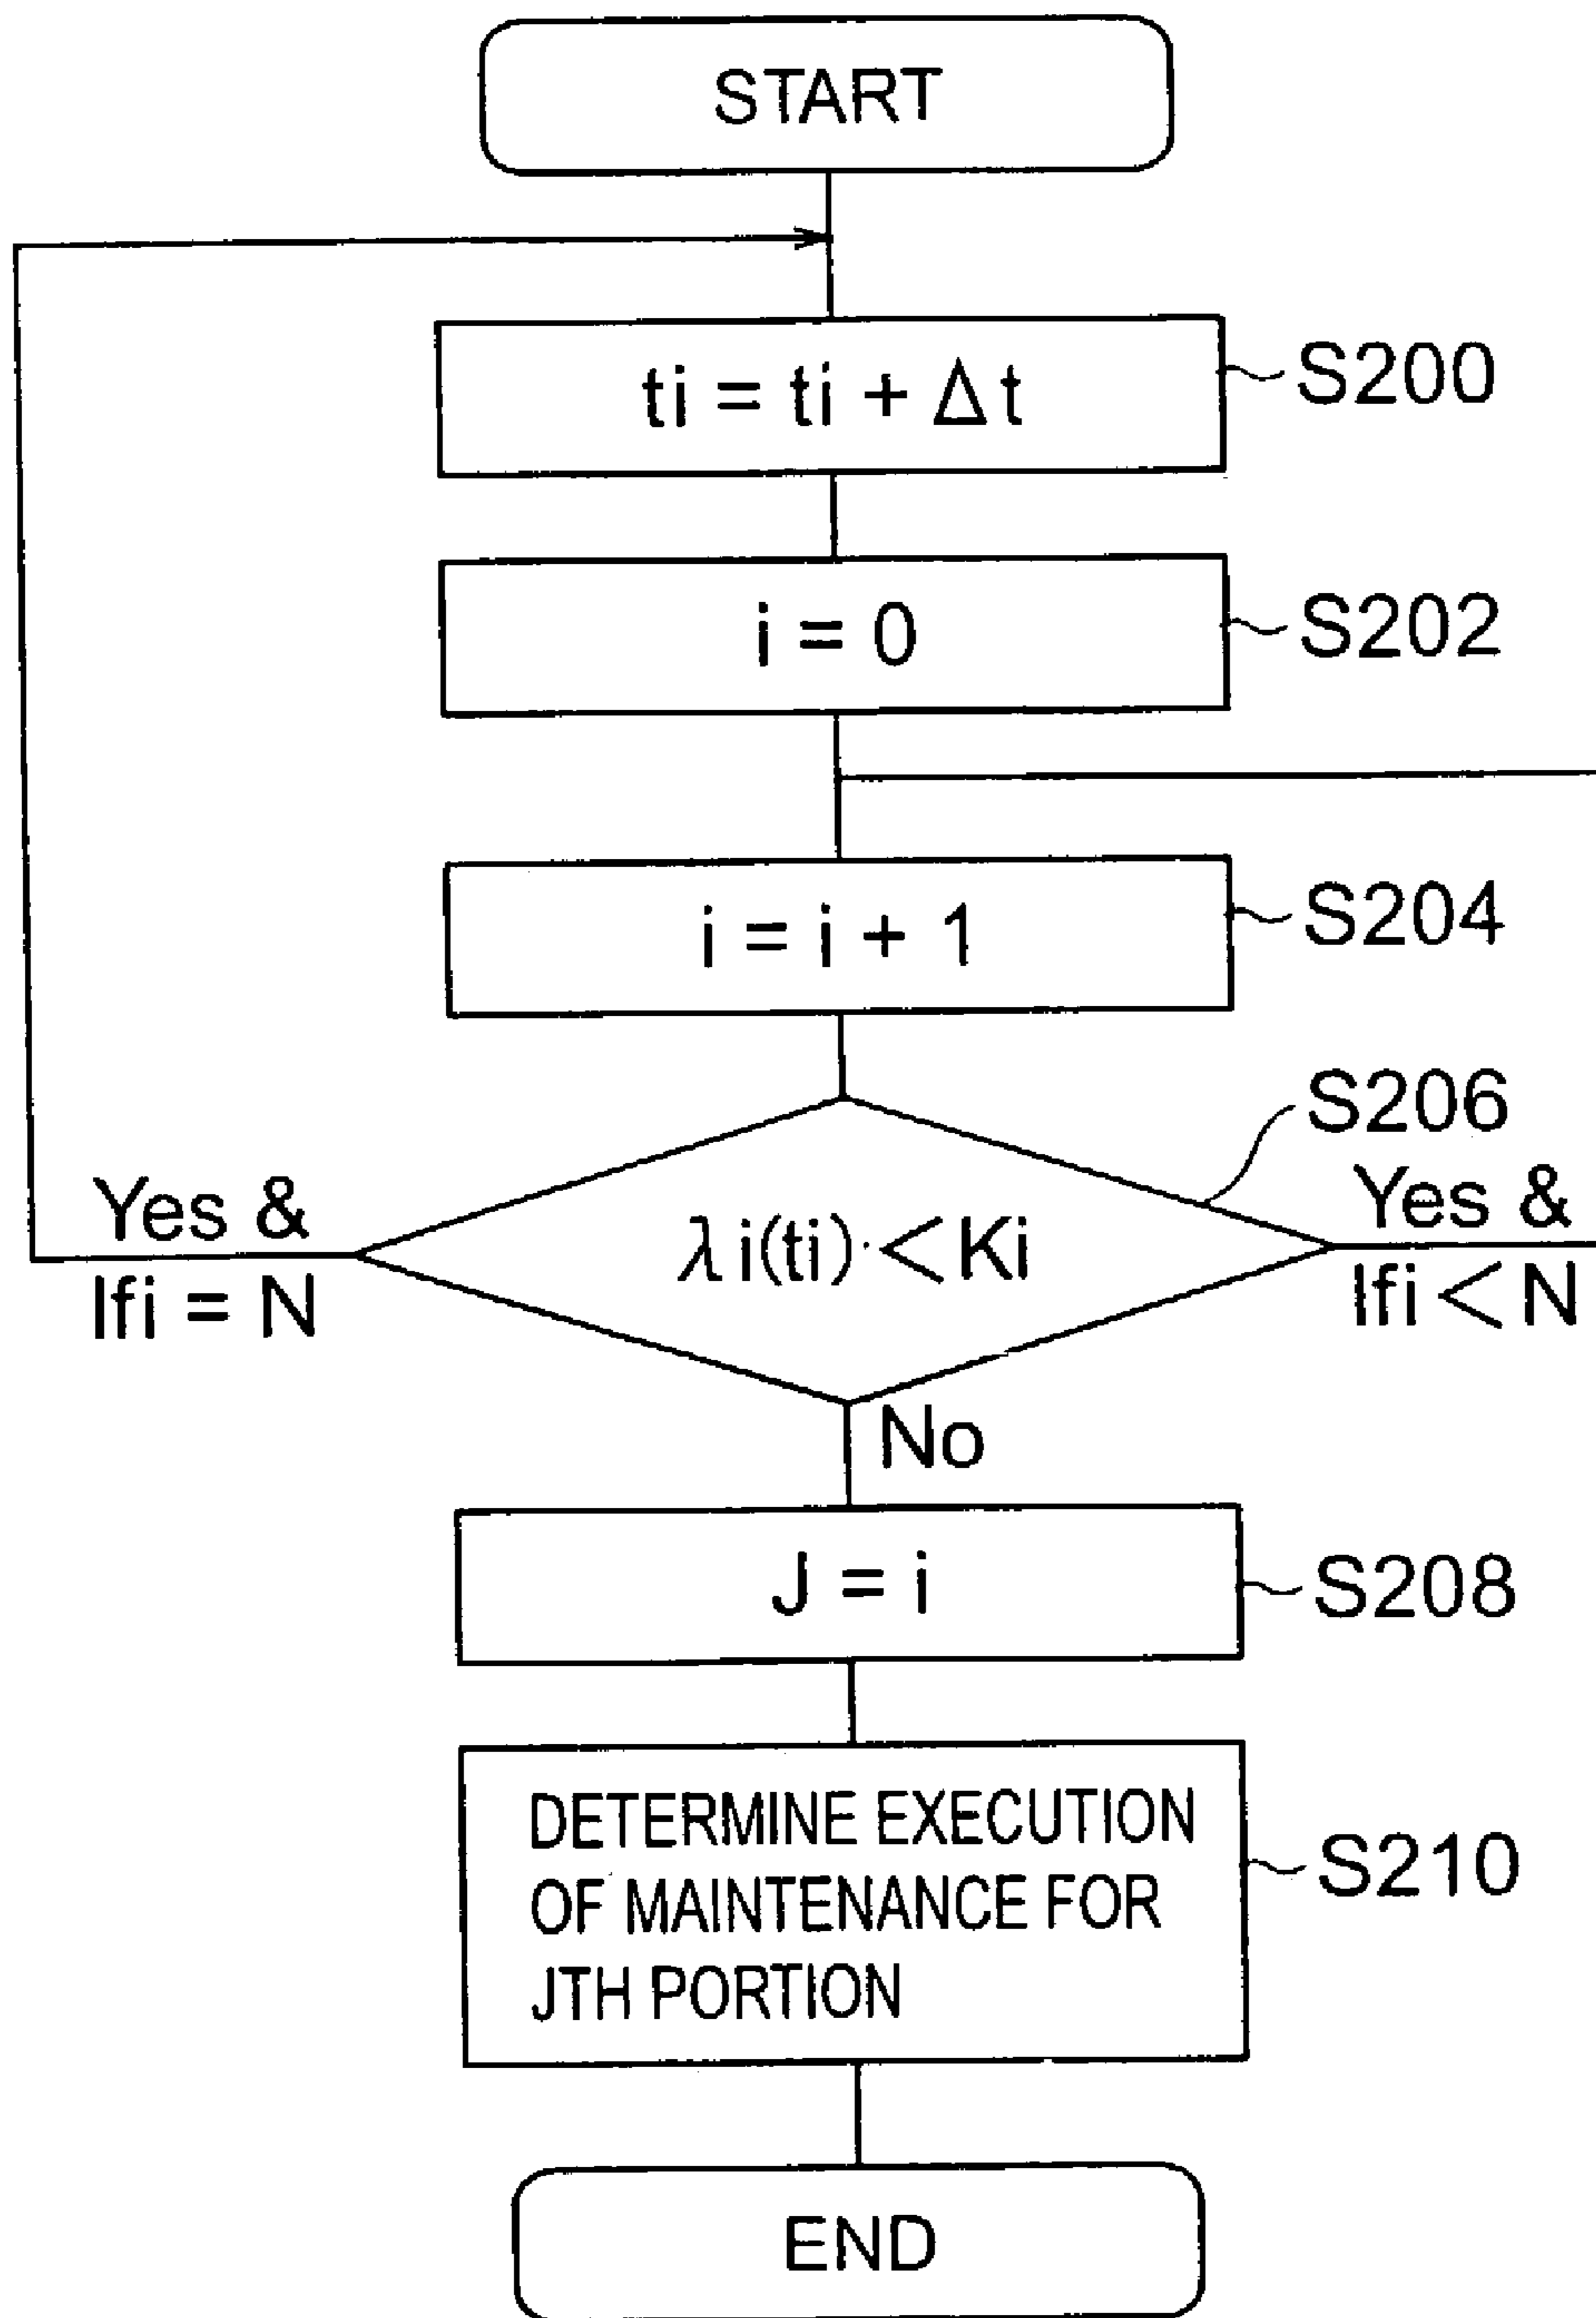 START
ti = ti + Δt
S200
i = 0
S202
i = i + 1
S204
S206
Yes &
Ifi = N
λi(ti) < Ki
Yes &
Ifi < N
No
J = i
S208
DETERMINE EXECUTION
OF MAINTENANCE FOR
JTH PORTION
S210
END